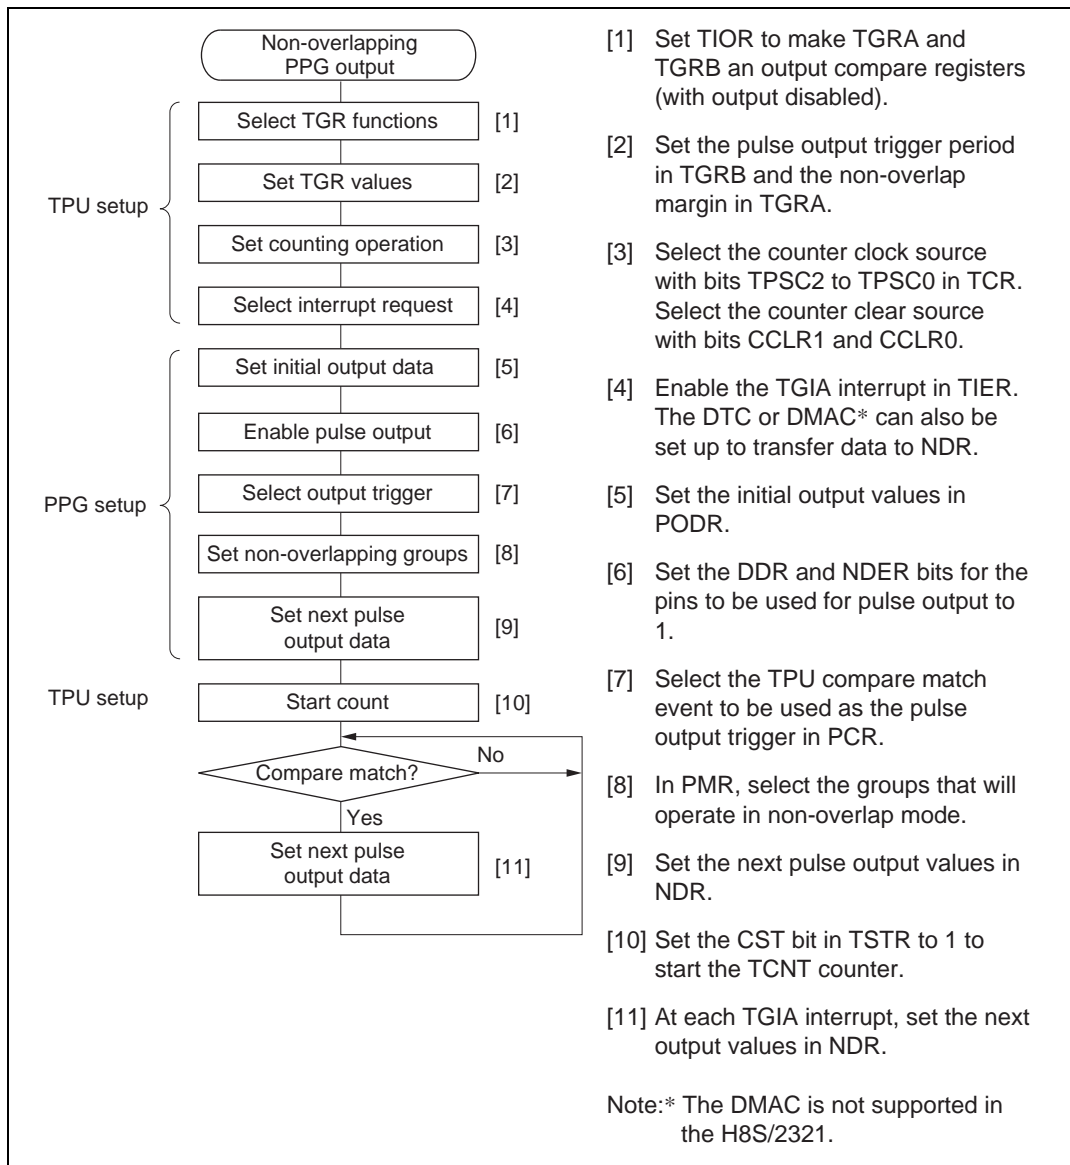 Non-overlapping
PPG output
TPU setup
Select TGR functions [1]
Set TGR values [2]
Set counting operation [3]
Select interrupt request [4]
PPG setup
Set initial output data [5]
Enable pulse output [6]
Select output trigger [7]
Set non-overlapping groups [8]
Set next pulse
output data [9]
TPU setup
Start count [10]
Compare match?
No
Yes
Set next pulse
output data [11]
[1] Set TIOR to make TGRA and
TGRB an output compare registers
(with output disabled).
[2] Set the pulse output trigger period
in TGRB and the non-overlap
margin in TGRA.
[3] Select the counter clock source
with bits TPSC2 to TPSC0 in TCR.
Select the counter clear source
with bits CCLR1 and CCLR0.
[4] Enable the TGIA interrupt in TIER.
The DTC or DMAC* can also be
set up to transfer data to NDR.
[5] Set the initial output values in
PODR.
[6] Set the DDR and NDER bits for the
pins to be used for pulse output to
1.
[7] Select the TPU compare match
event to be used as the pulse
output trigger in PCR.
[8] In PMR, select the groups that will
operate in non-overlap mode.
[9] Set the next pulse output values in
NDR.
[10] Set the CST bit in TSTR to 1 to
start the TCNT counter.
[11] At each TGIA interrupt, set the next
output values in NDR.
Note:* The DMAC is not supported in
the H8S/2321.